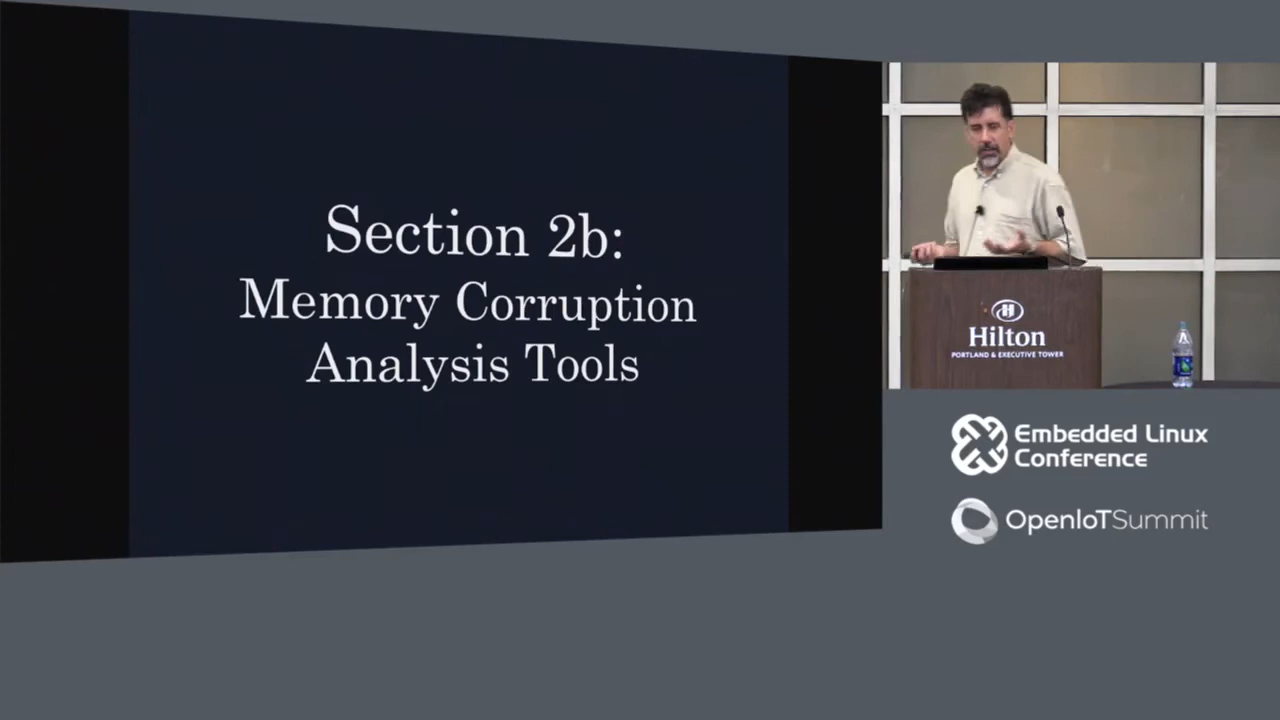 Section 2b:
Memory Corruption
Analysis Tools
Hilton
PORTLAND & EXECUTIVE TOWER
Embedded Linux
Conference
OpenIoTSummit